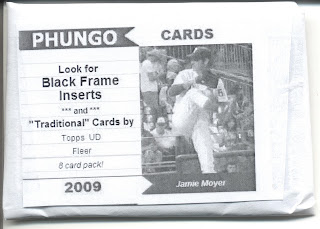 PHUNGO CARDS
Look for
Black Frame
Inserts
*** and ***
"Traditional" Cards by
Topps UD
Fleer
8 card pack!
2009
Jamie Moyer